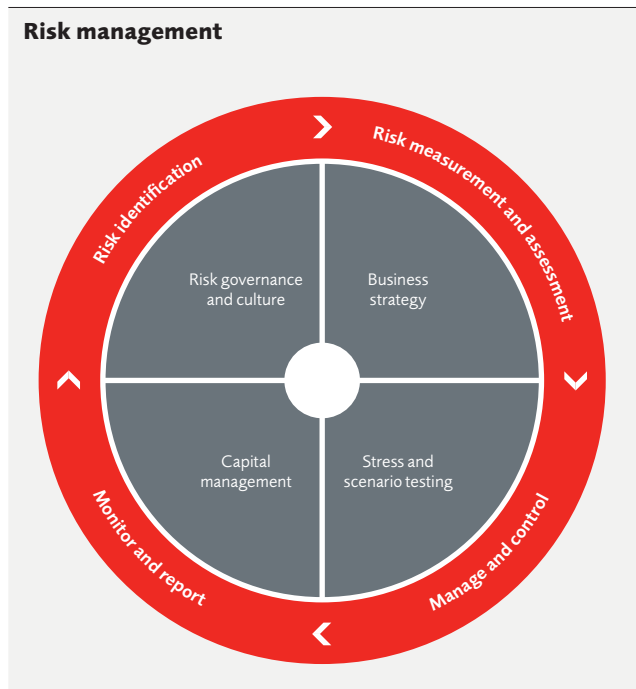 Risk management
Risk identification
Risk measurement and assessment
Risk governance
and culture
Business
strategy
Capital
management
Stress and
scenario testing
Monitor and report
Manage and control